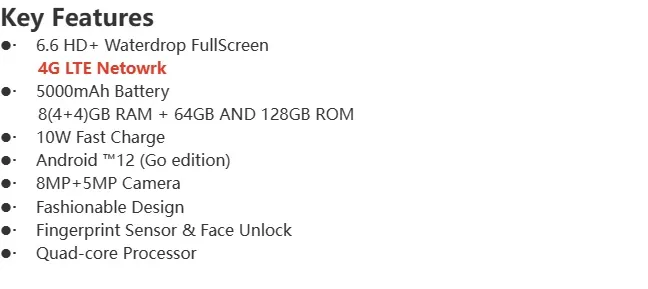 Key Features
●· 6.6 HD+ Waterdrop FullScreen
4G LTE Netowrk
●· 5000mAh Battery
8(4+4)GB RAM + 64GB AND 128GB ROM
●· 10W Fast Charge
●· Android ™12 (Go edition)
●· 8MP+5MP Camera
●· Fashionable Design
●· Fingerprint Sensor & Face Unlock
●· Quad-core Processor